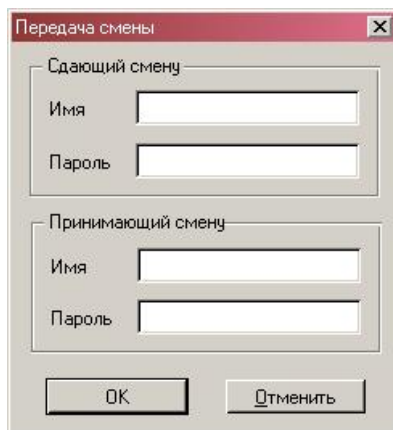 Передача смены
Сдающий смену
Имя
Пароль
Принимающий смену
Имя
Пароль
OK
Отменить